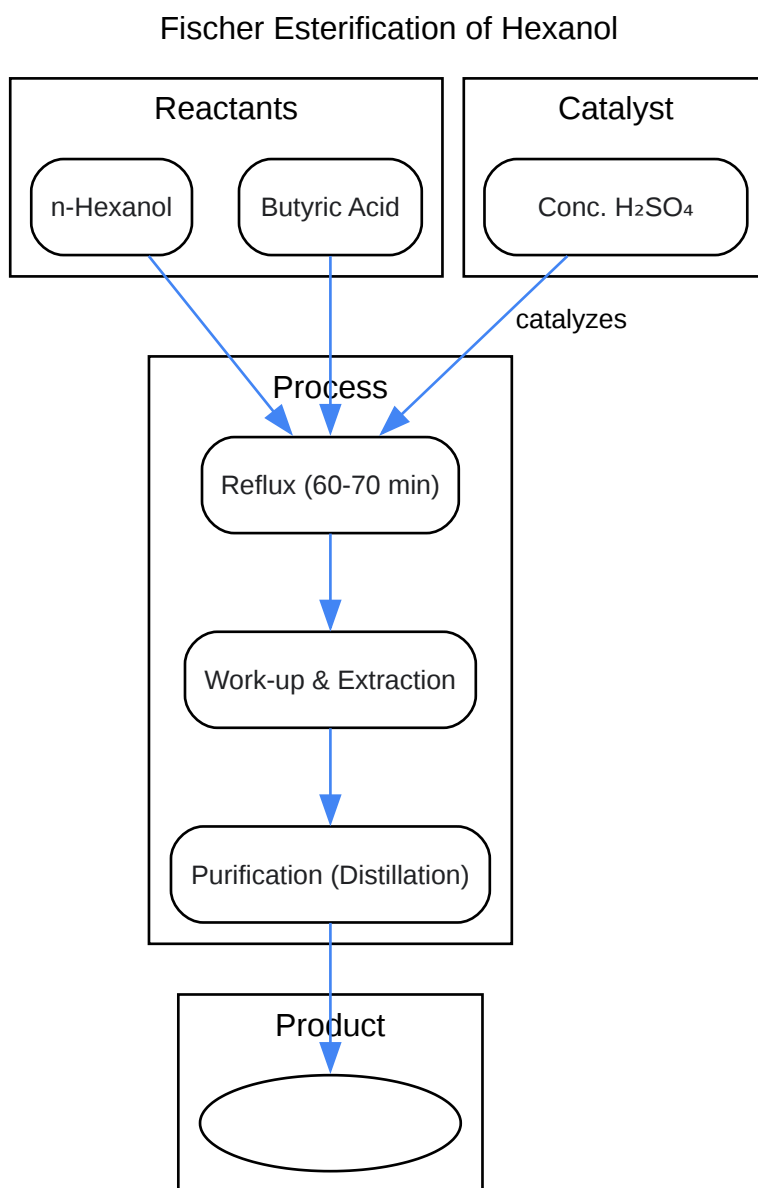 Fischer Esterification of Hexanol
Reactants
Catalyst
n-Hexanol
Butyric Acid
Conc. H₂SO₄
catalyzes
Process
Reflux (60-70 min)
Work-up & Extraction
Purification (Distillation)
Product